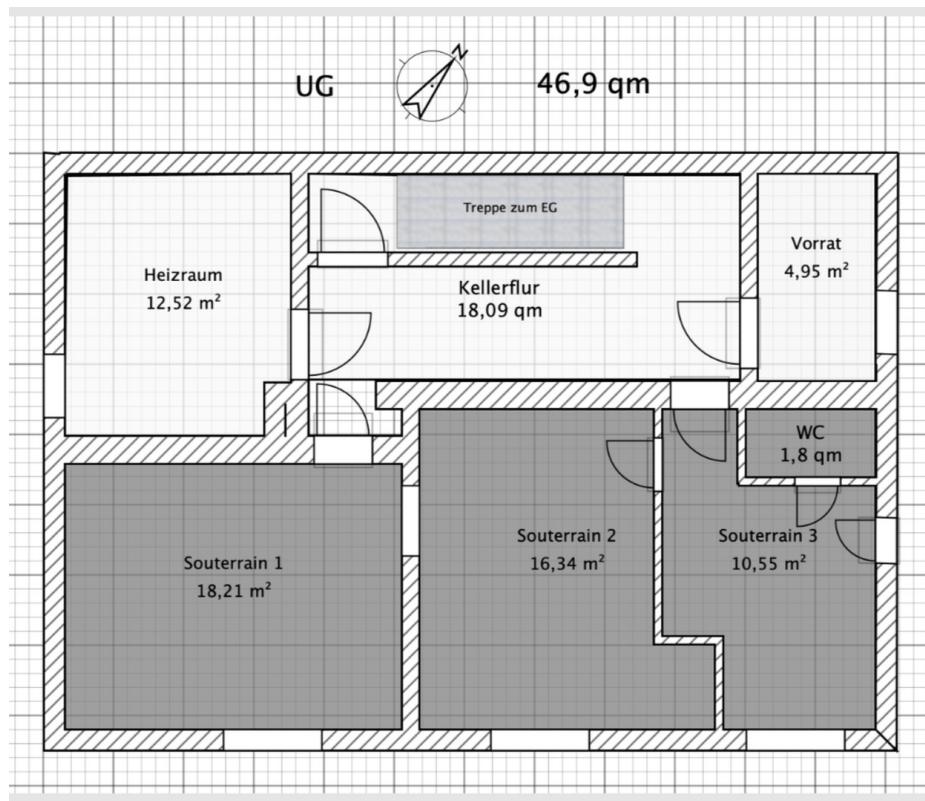 UG
N
46,9 qm
Treppe zum EG
Heizraum
12,52 m²
Kellerflur
18,09 qm
Vorrat
4,95 m²
WC
1,8 qm
Souterrain 1
18,21 m²
Souterrain 2
16,34 m²
Souterrain 3
10,55 m²